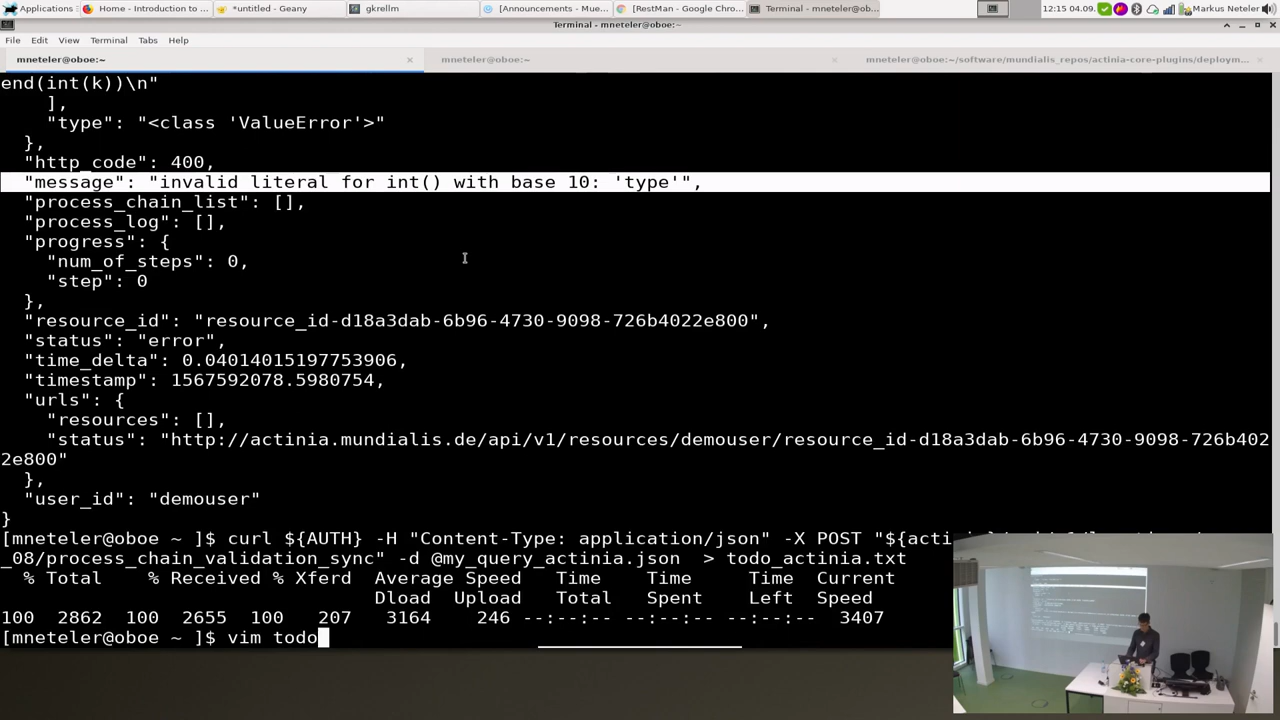 Applications
Home - Introduction to ...
*untitled - Geany
gkrellm
[Announcements - Mue...
[RestMan - Google Chro...
Terminal - mneteler@ob...
12:15 04.09.
Markus Neteler
Terminal - mneteler@oboe:~
File Edit View Terminal Tabs Help
mneteler@oboe:~
mneteler@oboe:~
mneteler@oboe:~/software/mundialis_repos/actinia-core-plugins/deploym...
end(int(k))\n"
],
"type": "<class 'ValueError'>"
},
"http_code": 400,
"message": "invalid literal for int() with base 10: 'type'",
"process_chain_list": [],
"process_log": [],
"progress": {
"num_of_steps": 0,
"step": 0
},
"resource_id": "resource_id-d18a3dab-6b96-4730-9098-726b4022e800",
"status": "error",
"time_delta": 0.04014015197753906,
"timestamp": 1567592078.5980754,
"urls": {
"resources": [],
"status": "http://actinia.mundialis.de/api/v1/resources/demouser/resource_id-d18a3dab-6b96-4730-9098-726b402
2e800"
},
"user_id": "demouser"
}
[mneteler@oboe ~ ]$ curl ${AUTH} -H "Content-Type: application/json" -X POST "${acti
_08/process_chain_validation_sync" -d @my_query_actinia.json > todo_actinia.txt
% Total % Received % Xferd Average Speed Time Time Time Current
Dload Upload Total Spent Left Speed
100 2862 100 2655 100 207 3164 246 --:--:-- --:--:-- --:--:-- 3407
[mneteler@oboe ~ ]$ vim todo